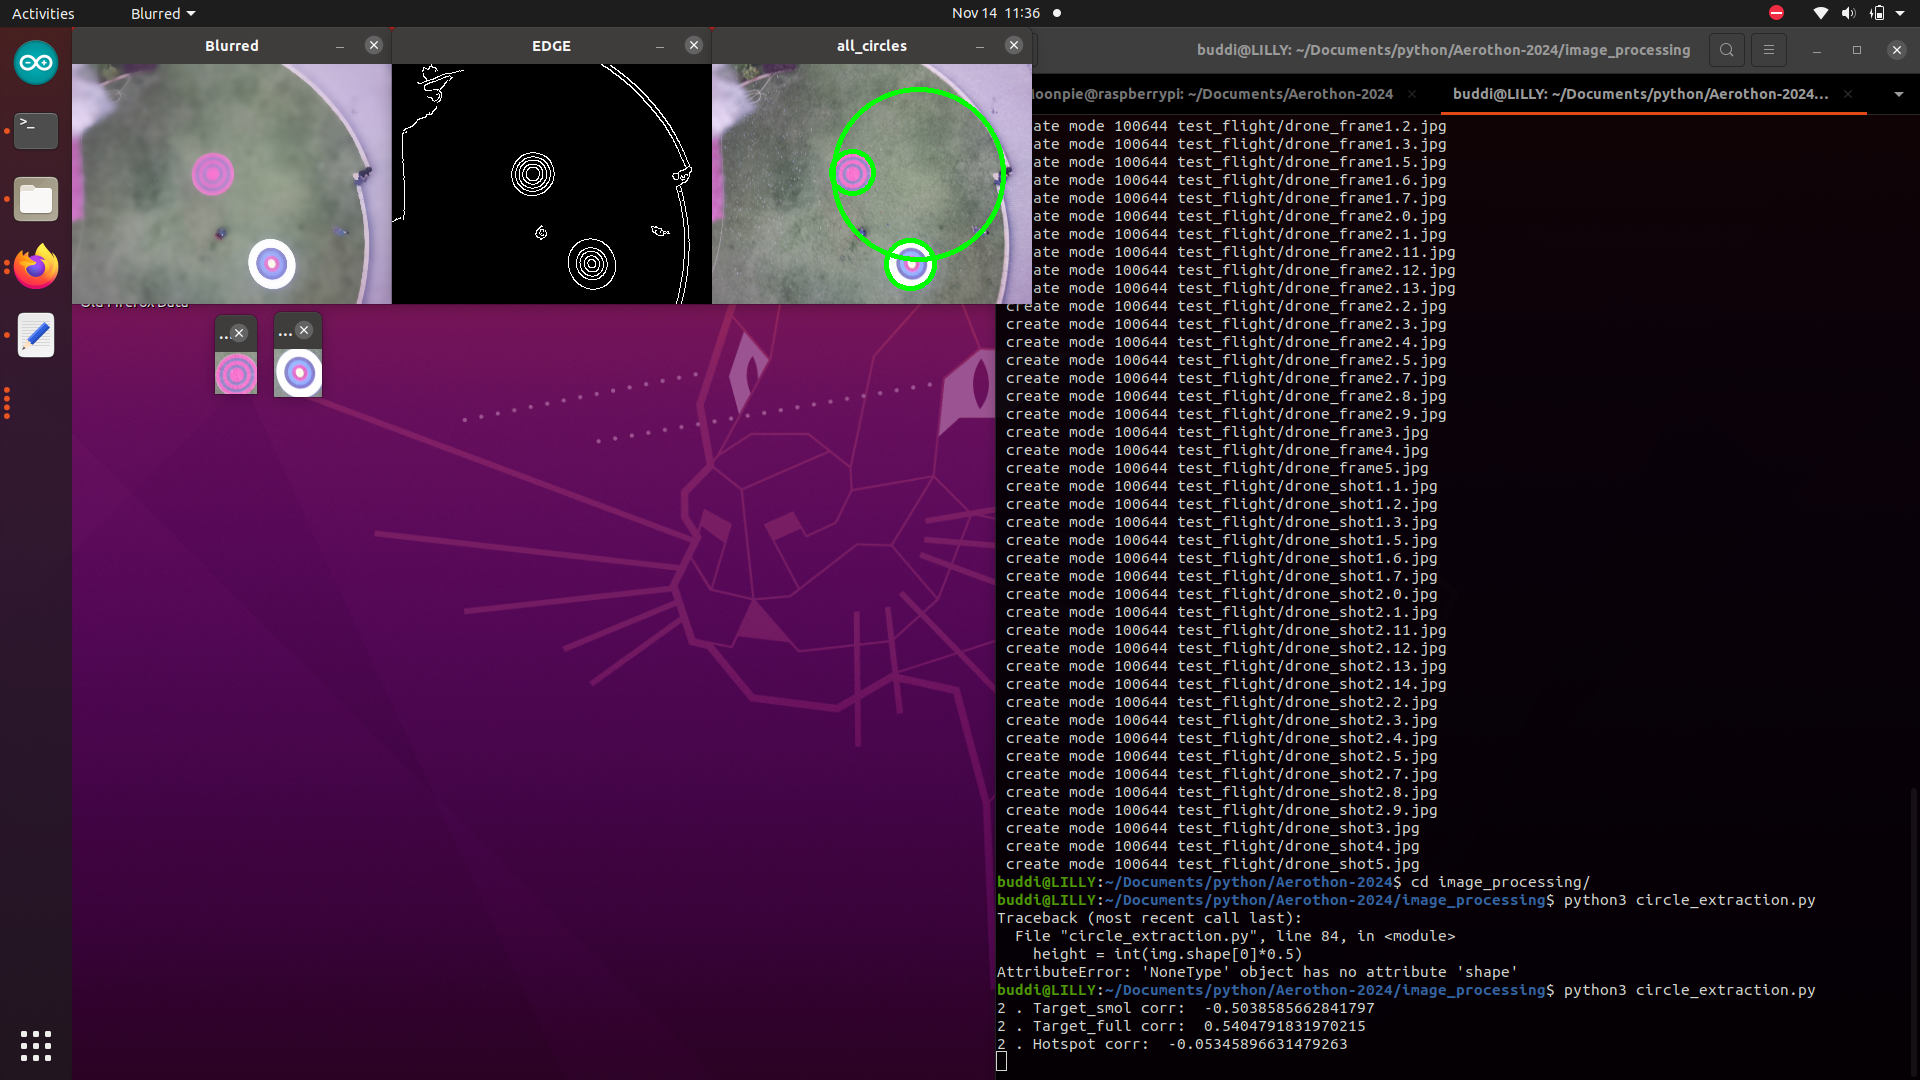 Activities
Blurred
Nov 14 11:36
Blurred
EDGE
all_circles
buddi@LILLY: ~/Documents/python/Aerothon-2024/image_processing
oonpie@raspberrypi: ~/Documents/Aerothon-2024
buddi@LILLY: ~/Documents/python/Aerothon-2024...
...
...
ate mode 100644 test_flight/drone_frame1.2.jpg
ate mode 100644 test_flight/drone_frame1.3.jpg
ate mode 100644 test_flight/drone_frame1.5.jpg
ate mode 100644 test_flight/drone_frame1.6.jpg
ate mode 100644 test_flight/drone_frame1.7.jpg
ate mode 100644 test_flight/drone_frame2.0.jpg
ate mode 100644 test_flight/drone_frame2.1.jpg
ate mode 100644 test_flight/drone_frame2.11.jpg
ate mode 100644 test_flight/drone_frame2.12.jpg
ate mode 100644 test_flight/drone_frame2.13.jpg
create mode 100644 test_flight/drone_frame2.2.jpg
create mode 100644 test_flight/drone_frame2.3.jpg
create mode 100644 test_flight/drone_frame2.4.jpg
create mode 100644 test_flight/drone_frame2.5.jpg
create mode 100644 test_flight/drone_frame2.7.jpg
create mode 100644 test_flight/drone_frame2.8.jpg
create mode 100644 test_flight/drone_frame2.9.jpg
create mode 100644 test_flight/drone_frame3.jpg
create mode 100644 test_flight/drone_frame4.jpg
create mode 100644 test_flight/drone_frame5.jpg
create mode 100644 test_flight/drone_shot1.1.jpg
create mode 100644 test_flight/drone_shot1.2.jpg
create mode 100644 test_flight/drone_shot1.3.jpg
create mode 100644 test_flight/drone_shot1.5.jpg
create mode 100644 test_flight/drone_shot1.6.jpg
create mode 100644 test_flight/drone_shot1.7.jpg
create mode 100644 test_flight/drone_shot2.0.jpg
create mode 100644 test_flight/drone_shot2.1.jpg
create mode 100644 test_flight/drone_shot2.11.jpg
create mode 100644 test_flight/drone_shot2.12.jpg
create mode 100644 test_flight/drone_shot2.13.jpg
create mode 100644 test_flight/drone_shot2.14.jpg
create mode 100644 test_flight/drone_shot2.2.jpg
create mode 100644 test_flight/drone_shot2.3.jpg
create mode 100644 test_flight/drone_shot2.4.jpg
create mode 100644 test_flight/drone_shot2.5.jpg
create mode 100644 test_flight/drone_shot2.7.jpg
create mode 100644 test_flight/drone_shot2.8.jpg
create mode 100644 test_flight/drone_shot2.9.jpg
create mode 100644 test_flight/drone_shot3.jpg
create mode 100644 test_flight/drone_shot4.jpg
create mode 100644 test_flight/drone_shot5.jpg
buddi@LILLY:~/Documents/python/Aerothon-2024$ cd image_processing/
buddi@LILLY:~/Documents/python/Aerothon-2024/image_processing$ python3 circle_extraction.py
Traceback (most recent call last):
File "circle_extraction.py", line 84, in <module>
height = int(img.shape[0]*0.5)
AttributeError: 'NoneType' object has no attribute 'shape'
buddi@LILLY:~/Documents/python/Aerothon-2024/image_processing$ python3 circle_extraction.py
2 . Target_smol corr:  -0.5038585662841797
2 . Target_full corr:  0.5404791831970215
2 . Hotspot corr:  -0.05345896631479263